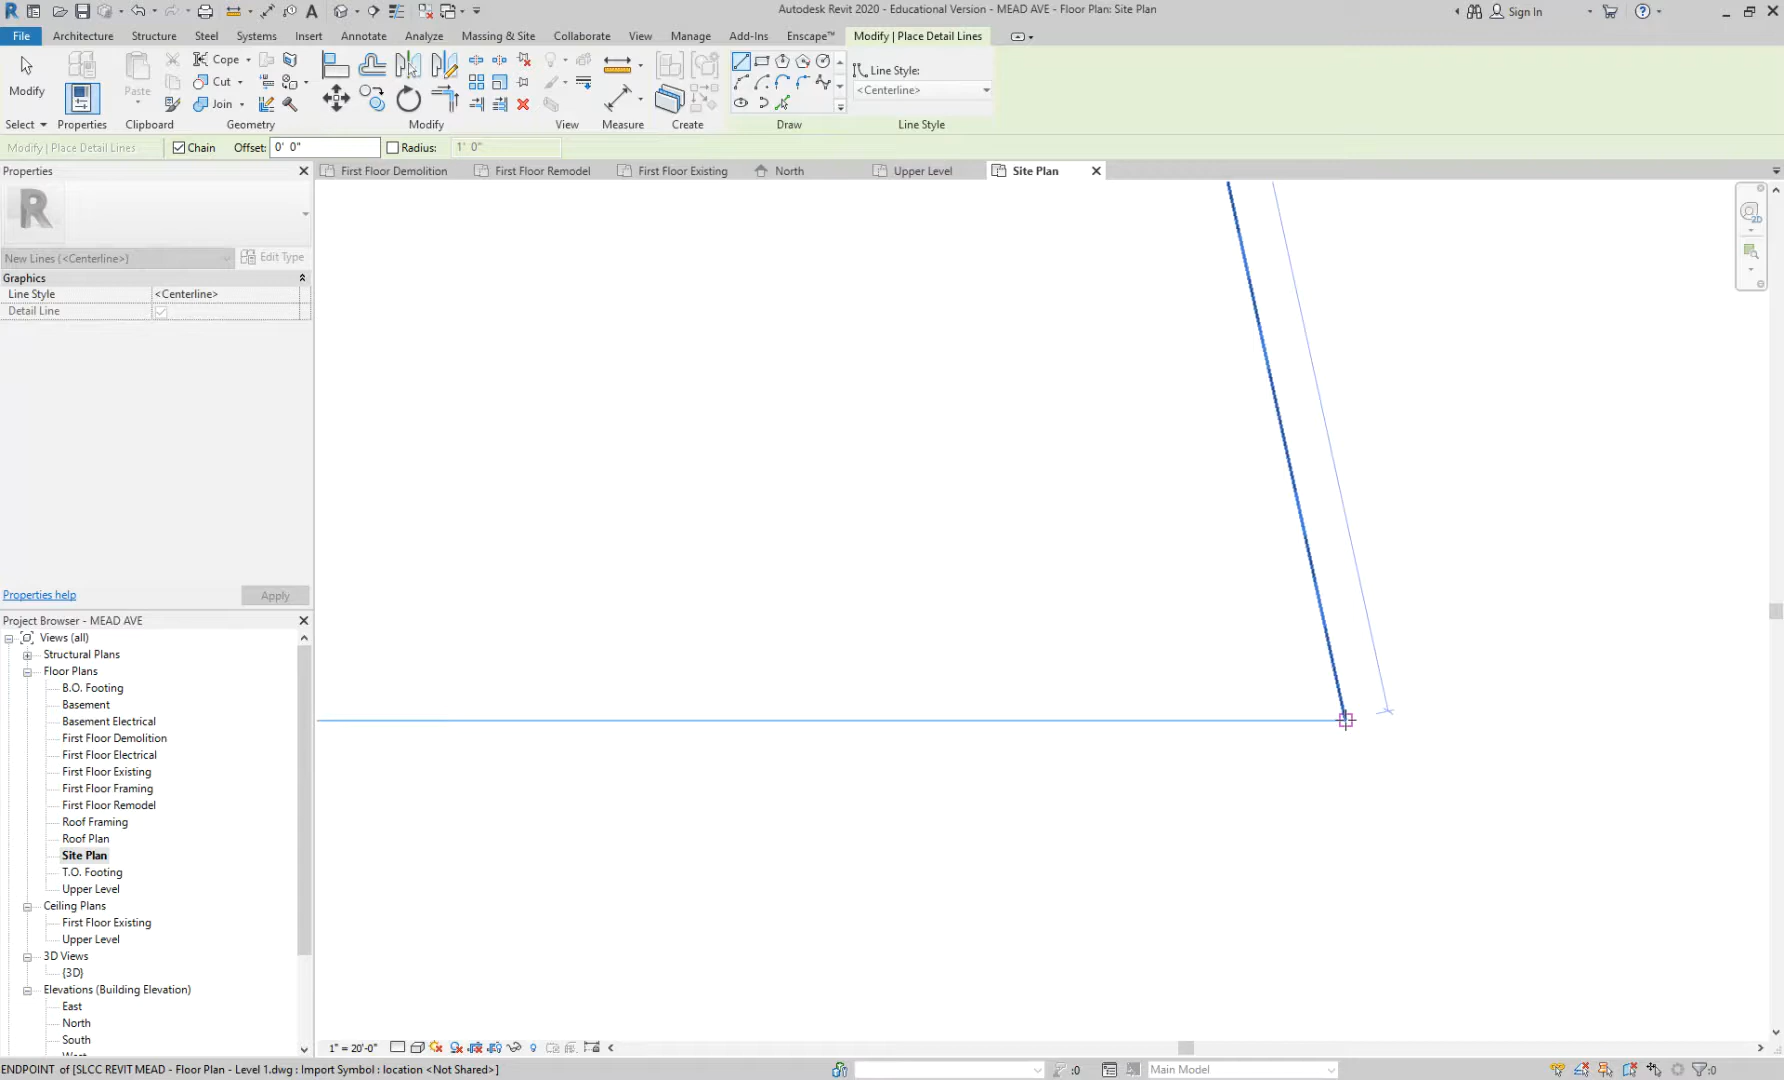 Autodesk Revit 2020 - Educational Version - MEAD AVE - Floor Plan: Site Plan
Sign In
File Architecture Structure Steel Systems Insert Annotate Analyze Massing & Site Collaborate View Manage Add-Ins Enscape™ Modify | Place Detail Lines
Modify
Paste
Cope
Cut
Join
Line Style:
<Centerline>
Select Properties Clipboard Geometry Modify View Measure Create Draw Line Style
Modify | Place Detail Lines Chain Offset: 0' 0" Radius: 1' 0"
Properties
First Floor Demolition First Floor Remodel First Floor Existing North Upper Level Site Plan
R
2D
New Lines (<Centerline>) Edit Type
Graphics
Line Style <Centerline>
Detail Line
Properties help Apply
Project Browser - MEAD AVE
Views (all)
Structural Plans
Floor Plans
B.O. Footing
Basement
Basement Electrical
First Floor Demolition
First Floor Electrical
First Floor Existing
First Floor Framing
First Floor Remodel
Roof Framing
Roof Plan
Site Plan
T.O. Footing
Upper Level
Ceiling Plans
First Floor Existing
Upper Level
3D Views
{3D}
Elevations (Building Elevation)
East
North
South
1" = 20'-0"
ENDPOINT of [SLCC REVIT MEAD - Floor Plan - Level 1.dwg : Import Symbol : location <Not Shared>]
:0
Main Model
:0